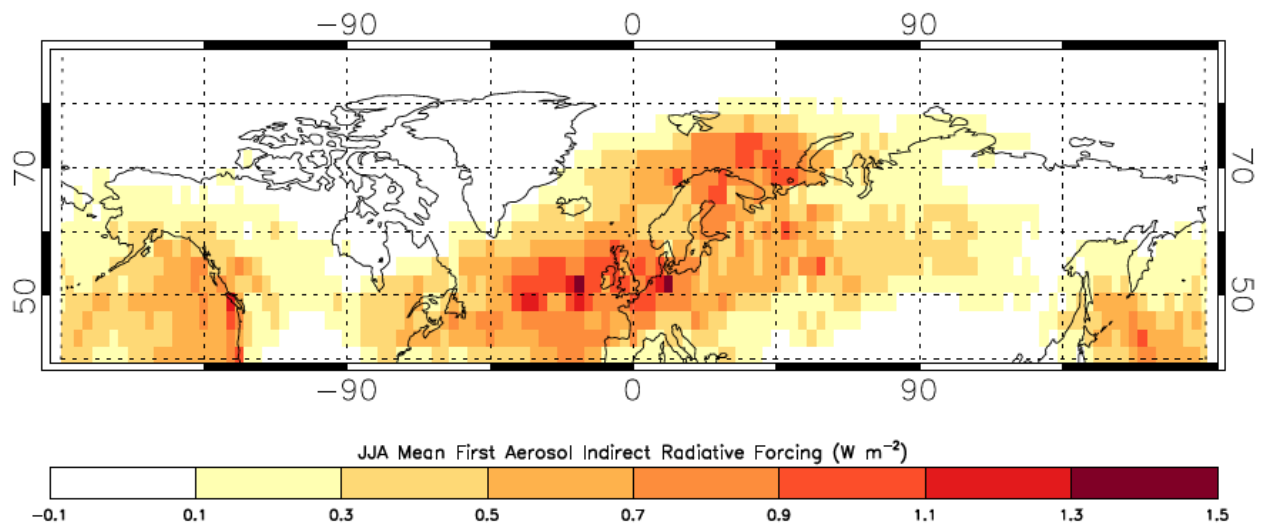 −90 0 90
70 70
50 50
−90 0 90
JJA Mean First Aerosol Indirect Radiative Forcing (W m⁻²)
−0.1 0.1 0.3 0.5 0.7 0.9 1.1 1.3 1.5